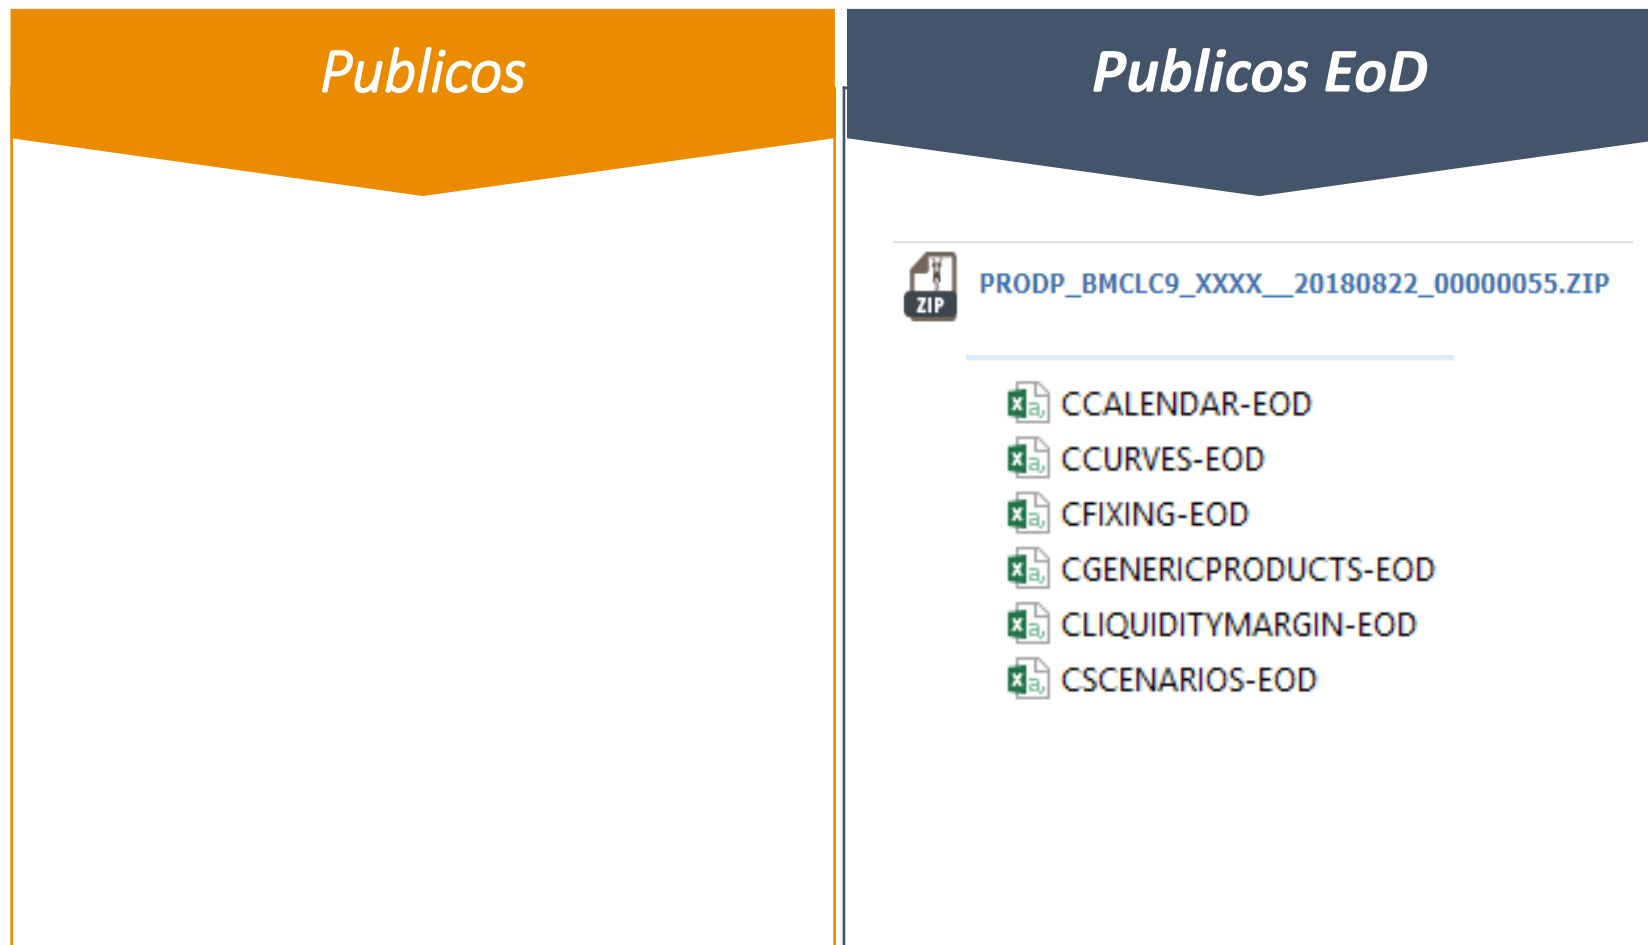 Publicos
Publicos EoD
ZIP
PRODP_BMCLC9_XXXX__20180822_00000055.ZIP
CCALENDAR-EOD
CCURVES-EOD
CFIXING-EOD
CGENERICPRODUCTS-EOD
CLIQUIDITYMARGIN-EOD
CSCENARIOS-EOD